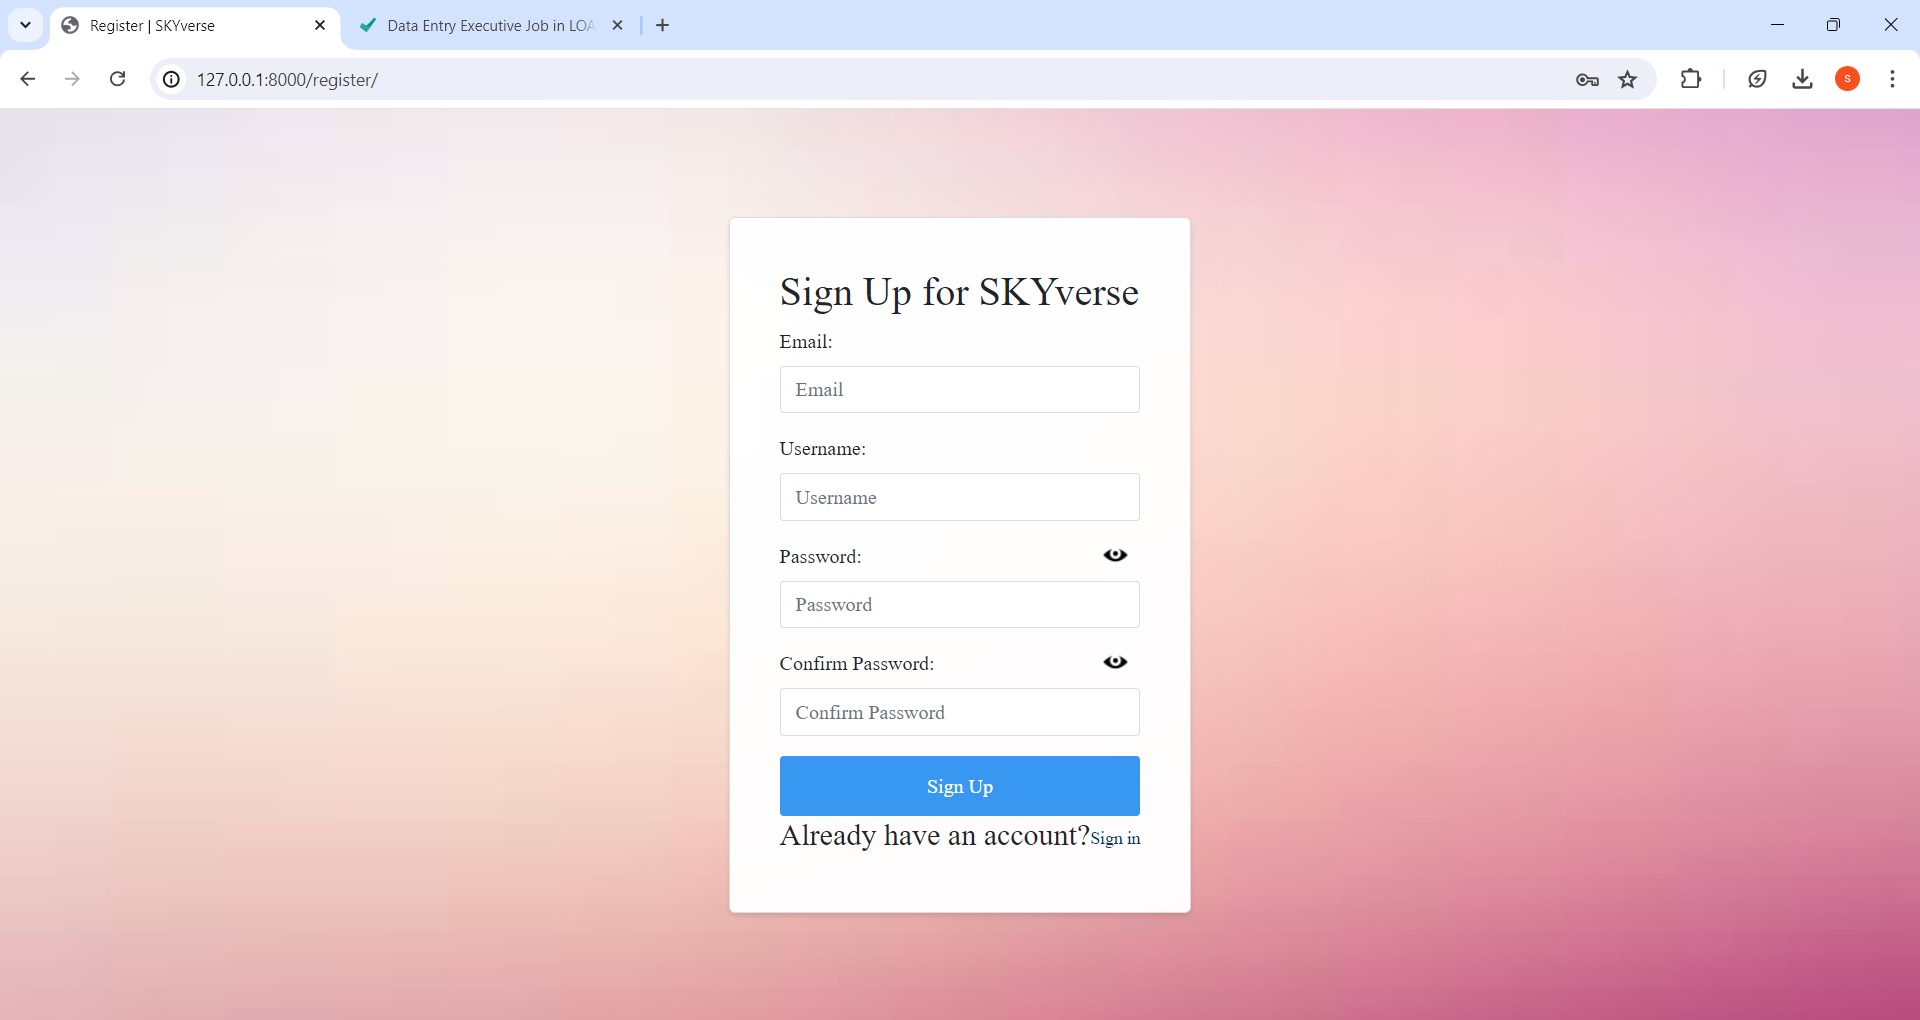 Register | SKYverse
Data Entry Executive Job in LOA
127.0.0.1:8000/register/
S
Sign Up for SKYverse
Email:
Email
Username:
Username
Password:
Password
Confirm Password:
Confirm Password
Sign Up
Already have an account?Sign in